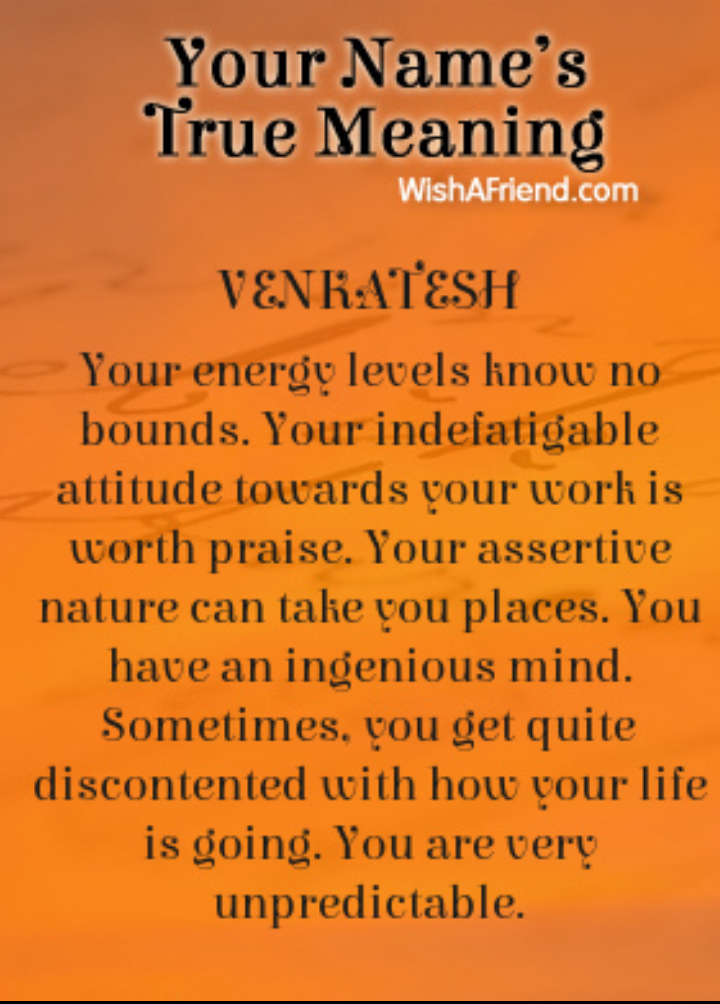 Your Name's
True Meaning
WishAFriend.com
VENKATESH
Your energy levels know no
bounds. Your indefatigable
attitude towards your work is
worth praise. Your assertive
nature can take you places. You
have an ingenious mind.
Sometimes, you get quite
discontented with how your life
is going. You are very
unpredictable.